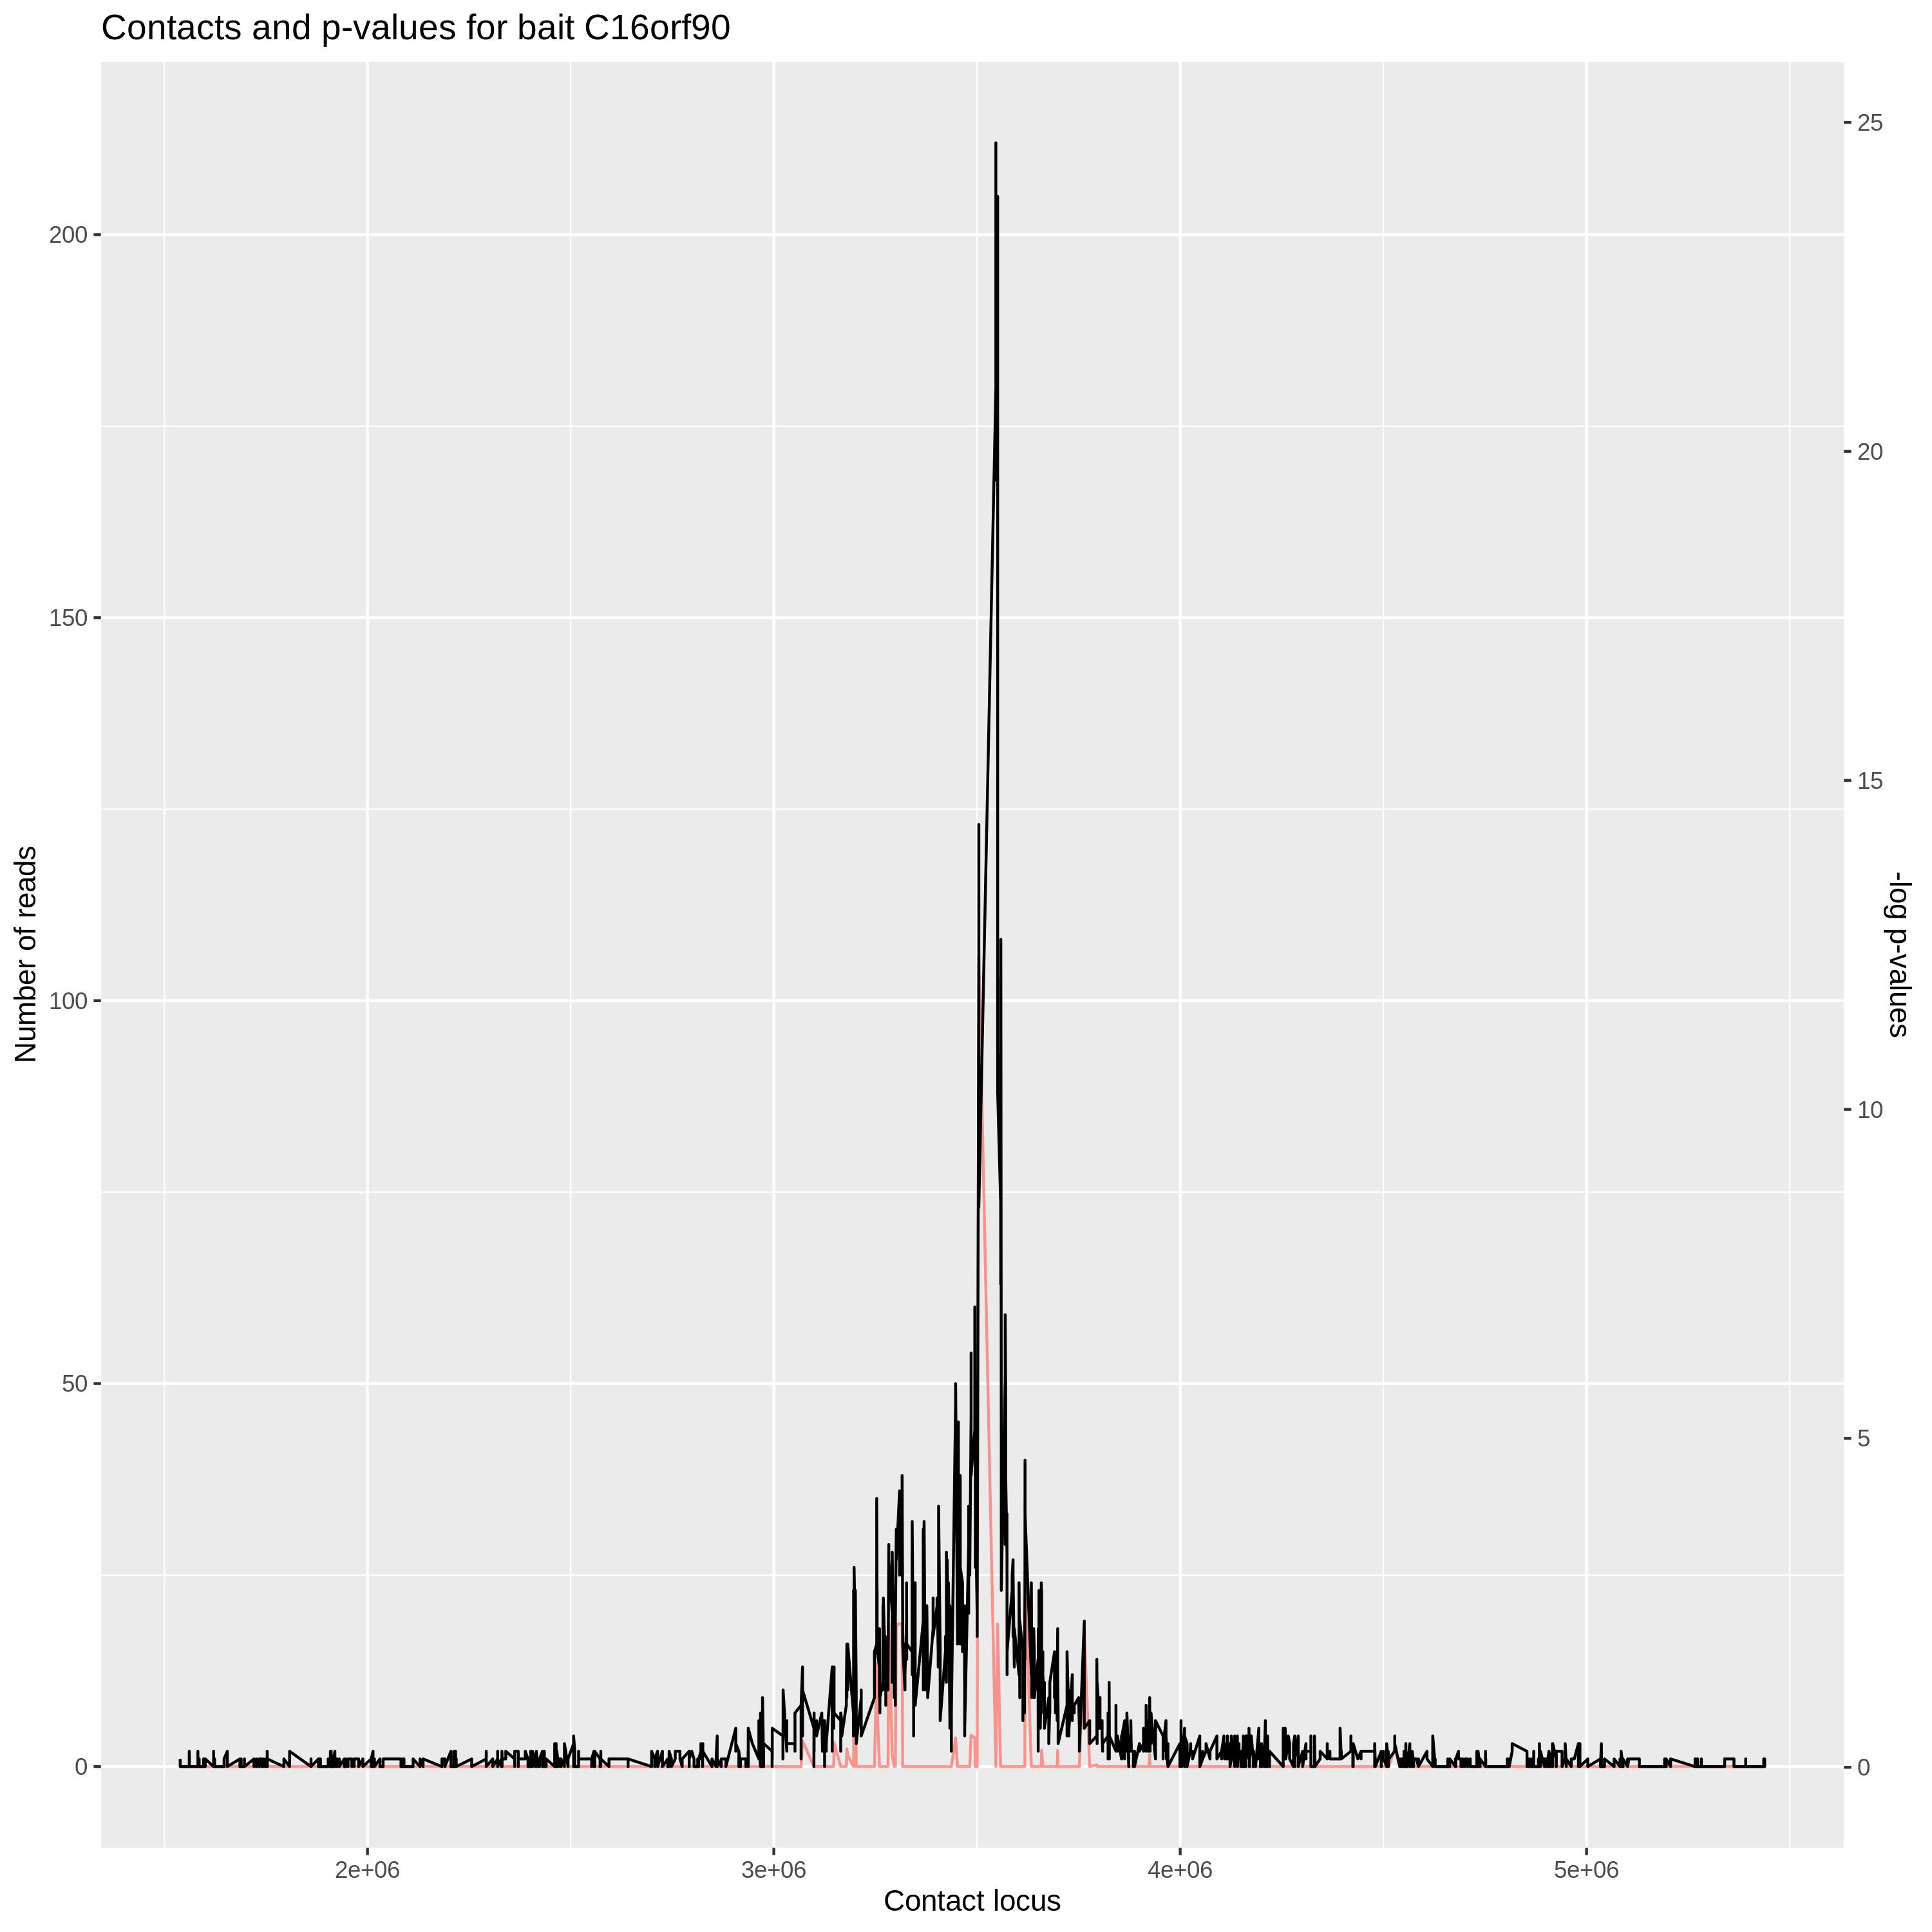 Contacts and p-values for bait C16orf90
200
150
100
50
0
25
20
15
10
5
0
Number of reads
-log p-values
2e+06
3e+06
4e+06
5e+06
Contact locus